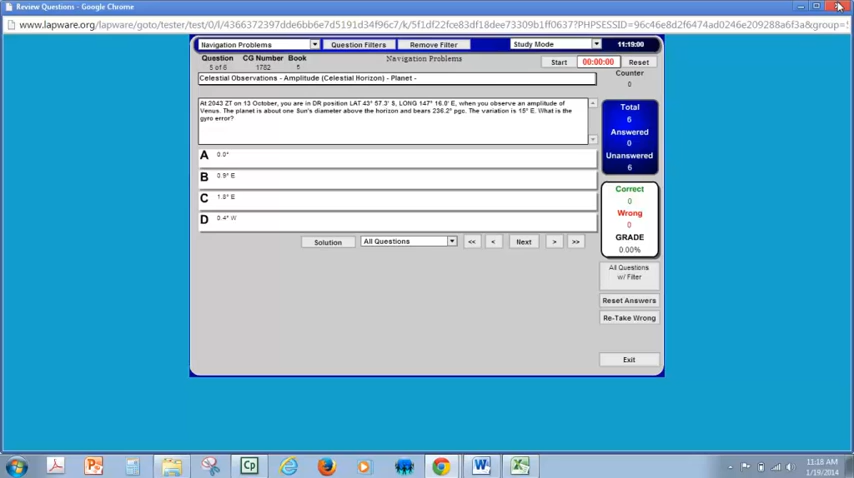 Review Questions - Google Chrome
www.lapware.org/lapware/goto/tester/test/0/l/4366372397dde6bb6e7d5191d34f96c7/k/5f1df22fce83df18dee73309b1ff0637?PHPSESSID=96c46e8d2f6474ad0246e209288a6f3a&group=
Navigation Problems
Question Filters
Remove Filter
Study Mode
11:19:00
Question
5 of 6
CG Number
1782
Book
5
Navigation Problems
Start
00:00:00
Reset
Celestial Observations - Amplitude (Celestial Horizon) - Planet -
Counter
0
At 2043 ZT on 13 October, you are in DR position LAT 43° 57.3' S, LONG 147° 16.0' E, when you observe an amplitude of
Venus. The planet is about one Sun's diameter above the horizon and bears 236.2° pgc. The variation is 15° E. What is the
gyro error?
Total
6
Answered
0
Unanswered
6
A 0.0°
B 0.9° E
C 1.8° E
D 0.4° W
Correct
0
Wrong
0
GRADE
0.00%
Solution
All Questions
<<
<
Next
>
>>
All Questions
w/ Filter
Reset Answers
Re-Take Wrong
Exit
Cp
W
11:18 AM
1/19/2014